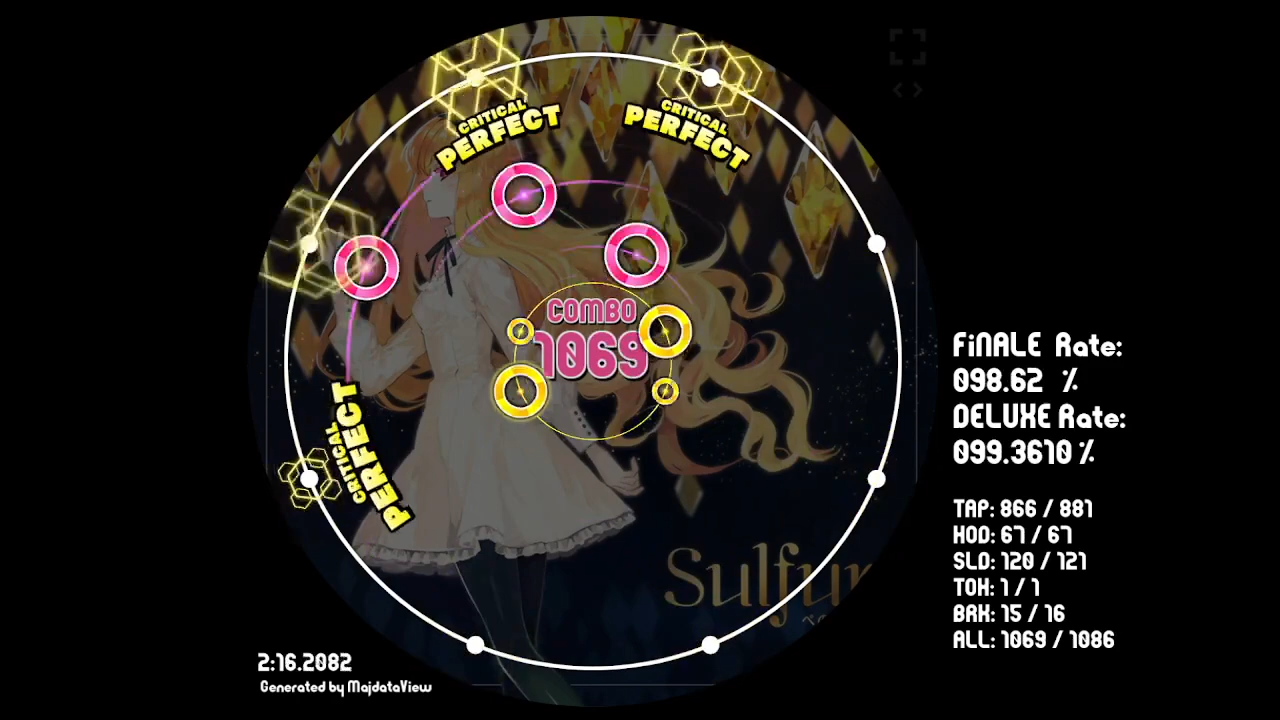 CRITICAL
PERFECT
CRITICAL
PERFECT
COMBO
1069
CRITICAL
PERFECT
FiNALE Rate:
098.62 %
DELUXE Rate:
099.3610 %
TAP: 866 / 881
HOD: 67 / 67
SLD: 120 / 121
TOH: 1 / 1
BRK: 15 / 16
ALL: 1069 / 1086
Sulfur
2:16.2082
Generated by MajdataView